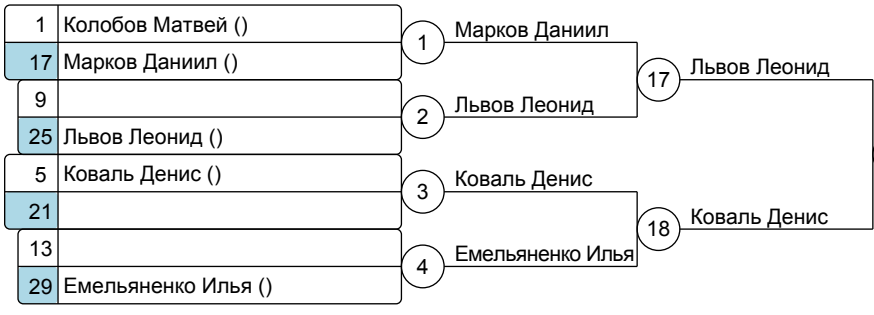 1 Колобов Матвей ()
17 Марков Даниил ()
1 Марков Даниил
9
25 Львов Леонид ()
2 Львов Леонид
17 Львов Леонид
5 Коваль Денис ()
21
3 Коваль Денис
13
29 Емельяненко Илья ()
4 Емельяненко Илья
18 Коваль Денис